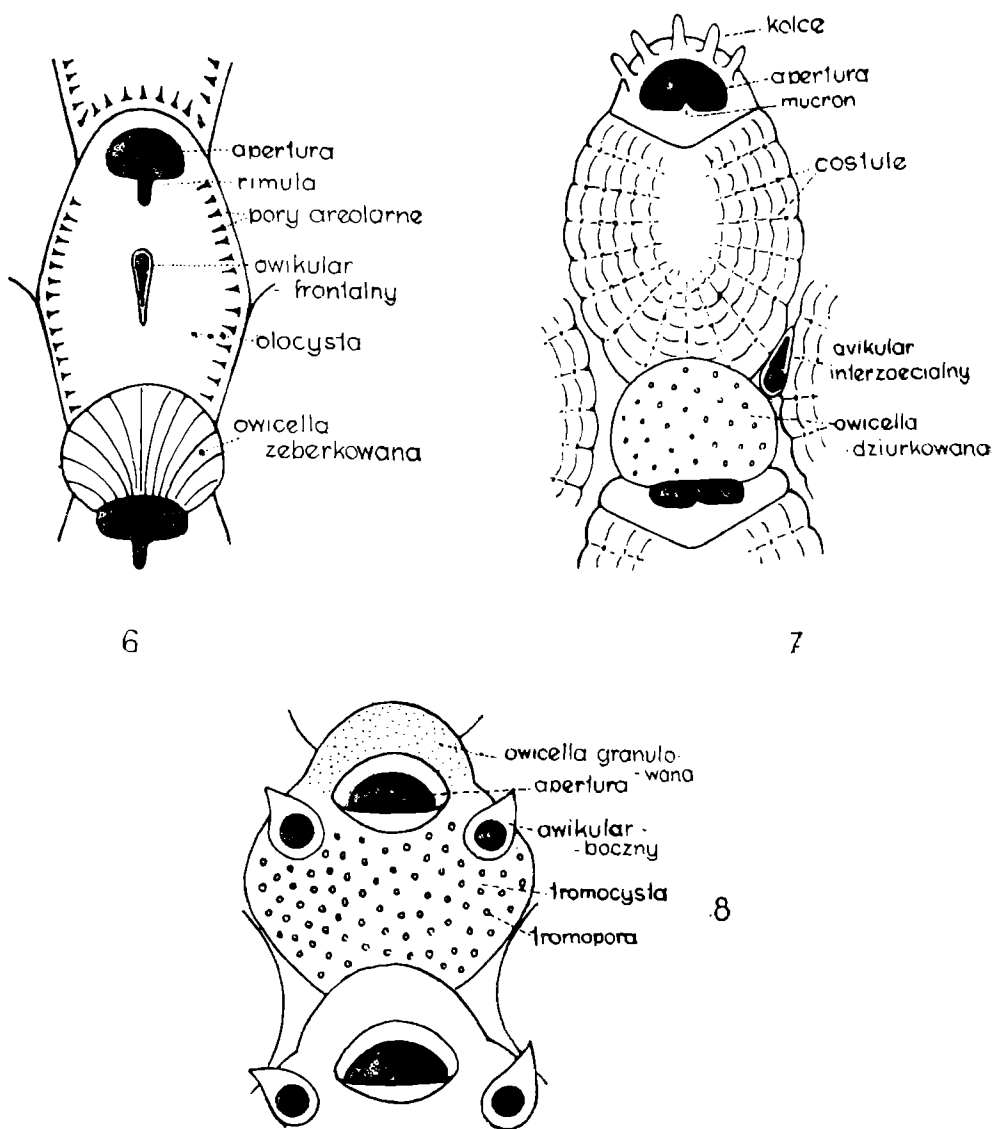 apertura
rimula
pory areolarne
awikular
frontalny
olocysta
owicella
żeberkowana
6
kolce
apertura
mucron
costule
avikular
interzoecialny
owicella
dziurkowana
7
owicella granulo-
-wana
apertura
awikular -
-boczny
tromocysta
tromopora
8